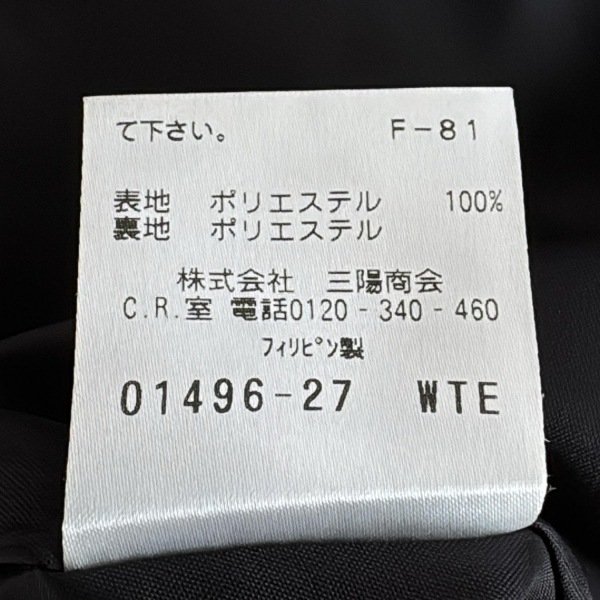 て下さい。 F-81
表地 ポリエステル 100%
裏地 ポリエステル
株式会社 三陽商会
C.R.室 電話0120-340-460
フィリピン製
01496-27 WTE